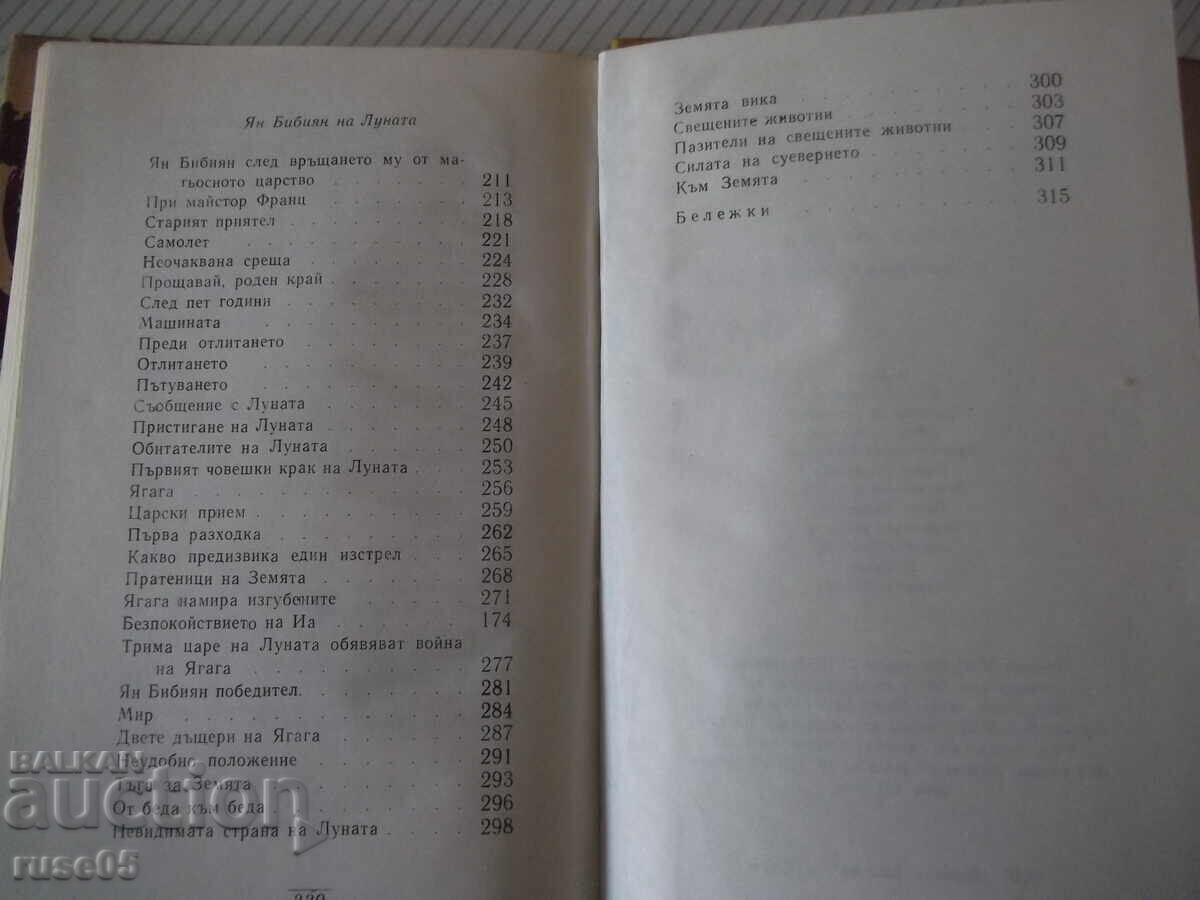 Ян Бибиян на Луната
Ян Бибиян след връщането му от ма-
гьосното царство . . . . . . . 211
При майстор Франц . . . . . . . 213
Старият приятел . . . . . . . . 218
Самолет . . . . . . . . . . 221
Неочаквана среща . . . . . . . 224
Прощавай, роден край . . . . . . . 228
След пет години . . . . . . . . 232
Машината . . . . . . . . . . 234
Преди отлитането . . . . . . . . 237
Отлитането . . . . . . . . . 239
Пътуването . . . . . . . . . . 242
Съобщение с Луната . . . . . . . 245
Пристигане на Луната . . . . . . . 248
Обитателите на Луната . . . . . . 250
Първият човешки крак на Луната . . . 253
Ягага . . . . . . . . . . . . 256
Царски прием . . . . . . . . . 259
Първа разходка . . . . . . . . 262
Какво предизвика един изстрел . . . 265
Пратеници на Земята . . . . . . . 268
Ягага намира изгубените . . . . . 271
Безпокойствието на Иа . . . . . . 174
Трима царе на Луната обявяват война
на Ягага . . . . . . . . . 277
Ян Бибиян победител. . . . . . . . 281
Мир . . . . . . . . . . . . 284
Двете дъщери на Ягага . . . . . . 287
Неудобно положение . . . . . . . 291
Тъга за Земята . . . . . . . . . 293
От беда към беда . . . . . . . . 296
Невидимата страна на Луната . . . . 298
320
Земята вика . . . . . . . . . . 300
Свещените животни . . . . . . . . 303
Пазители на свещените животни . . . 307
Силата на суеверието . . . . . . . 309
Към Земята . . . . . . . . . . 311
Бележки . . . . . . . . . . 315
BALKAN
auction
ruse05